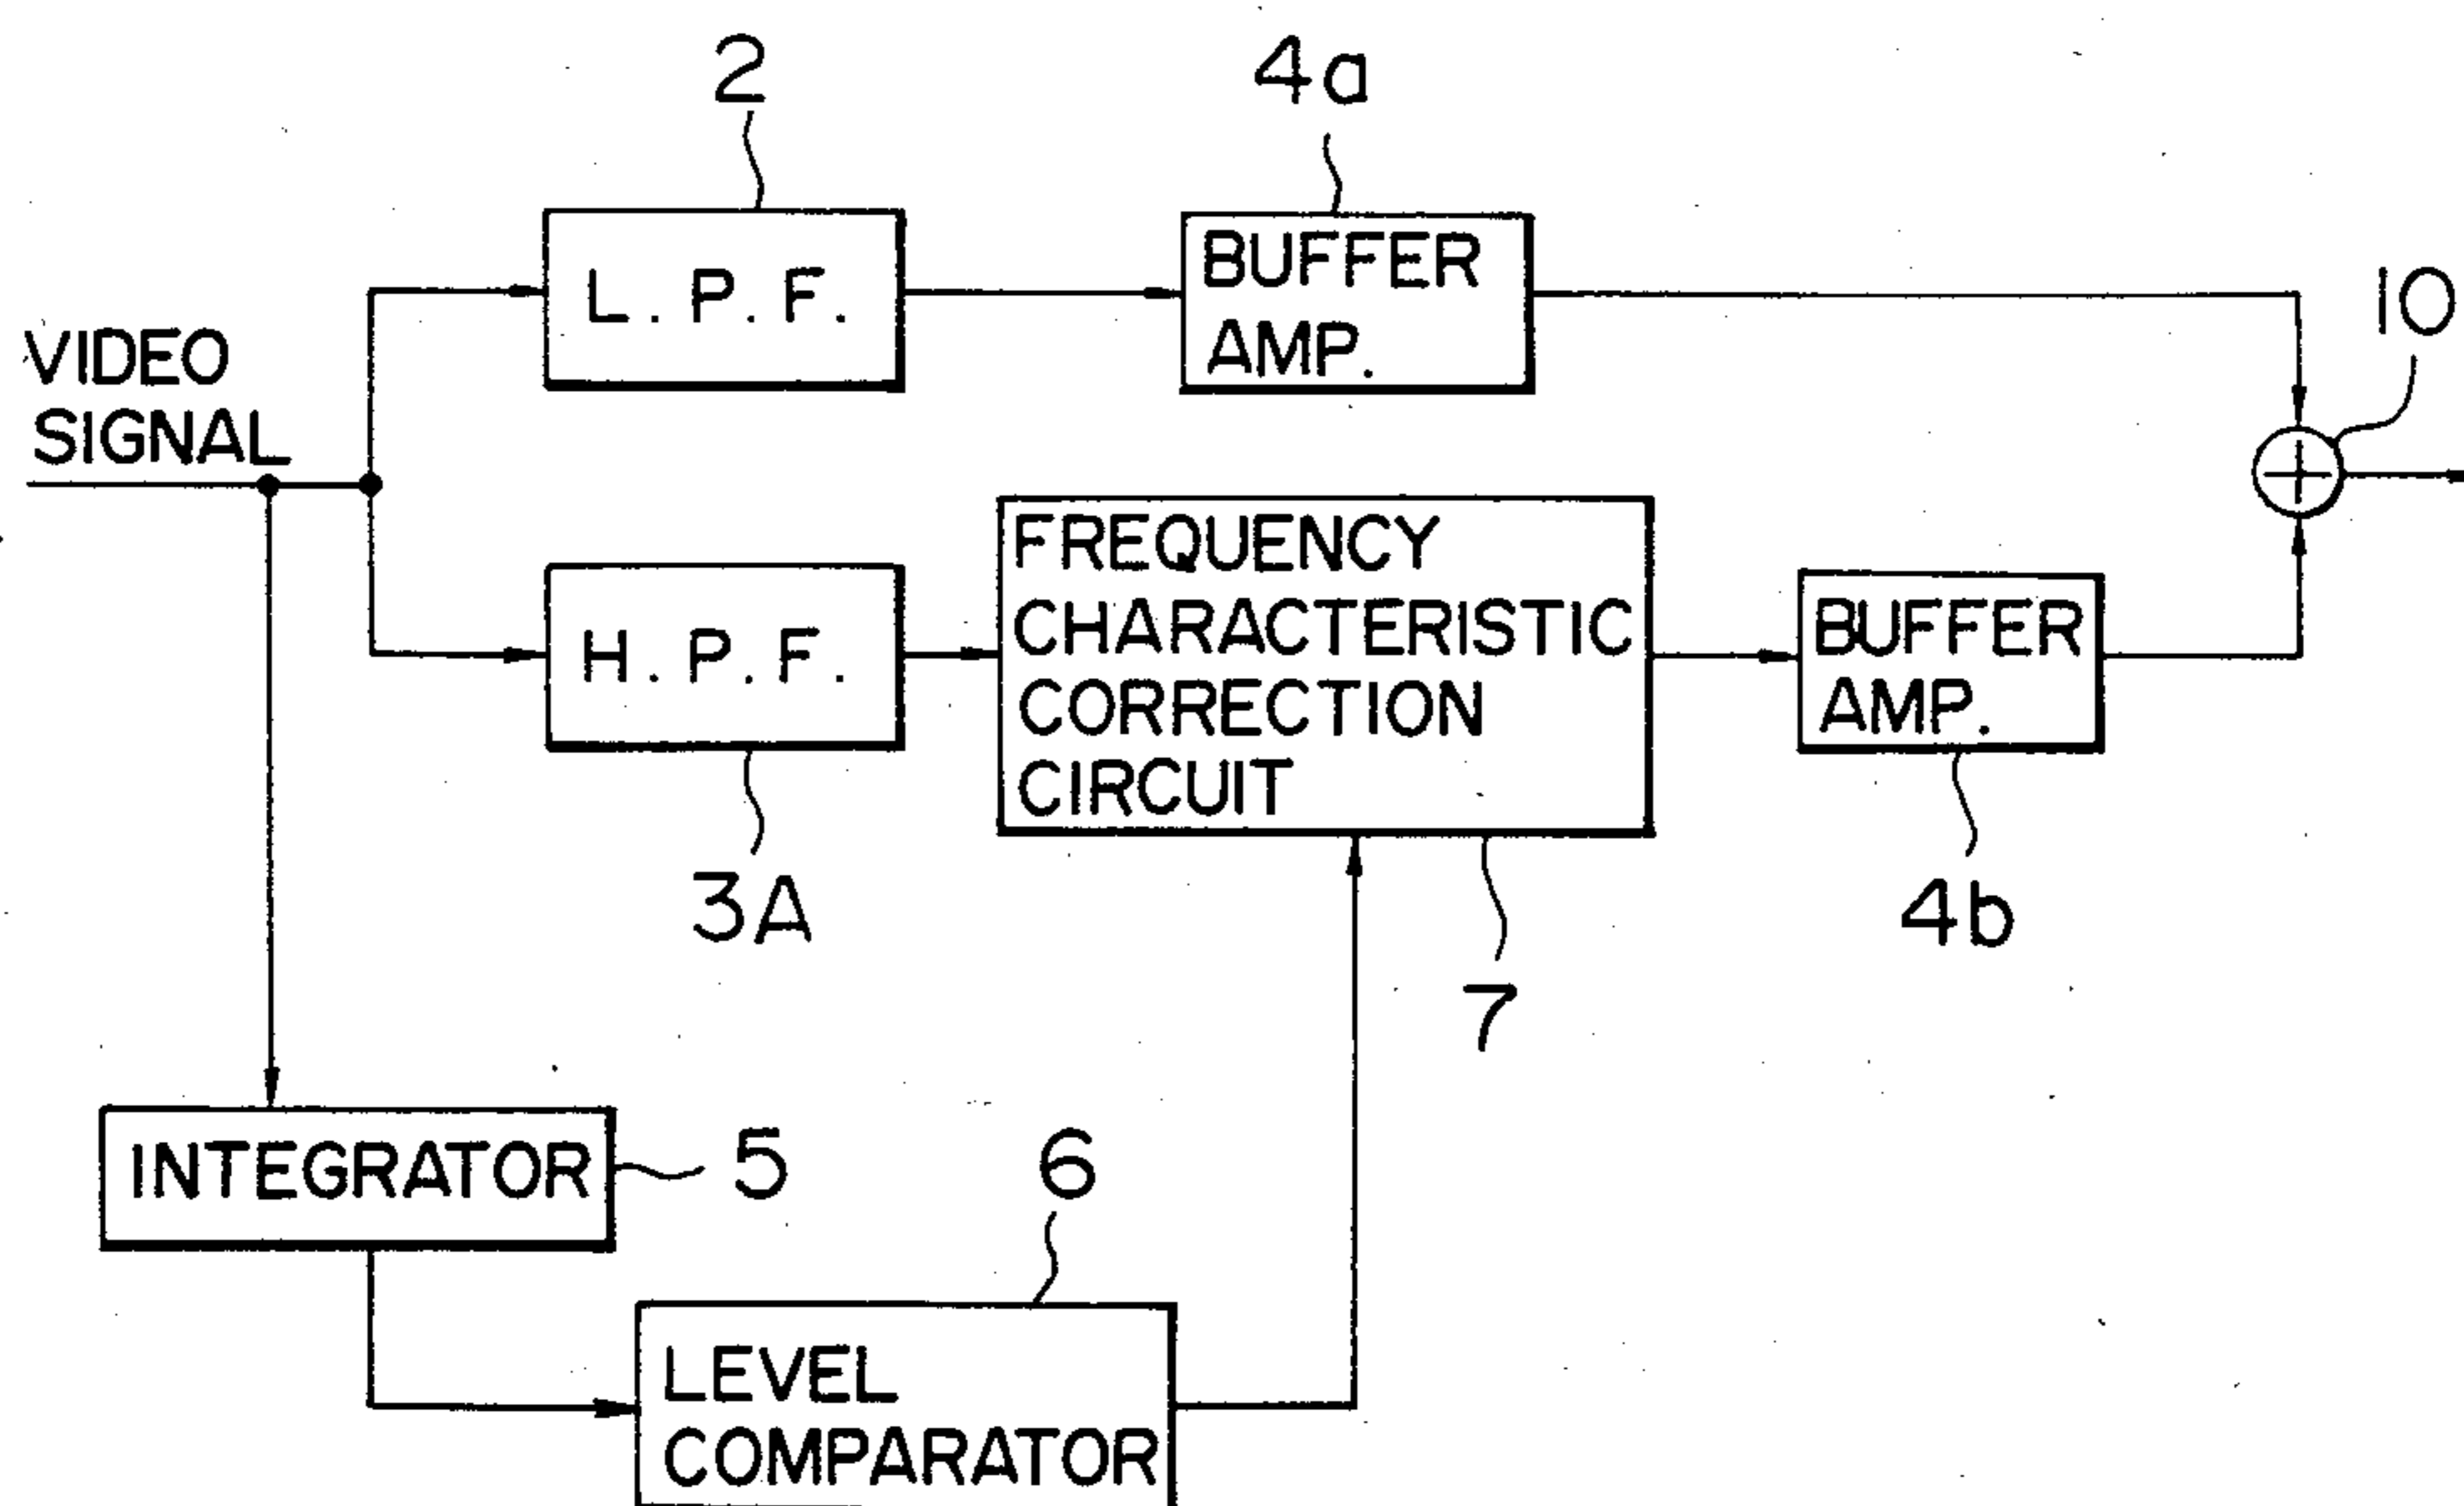 2
4a
L.P.F.
BUFFER
AMP.
10
VIDEO
SIGNAL
H.P.F.
FREQUENCY
CHARACTERISTIC
CORRECTION
CIRCUIT
BUFFER
AMP.
3A
4b
7
INTEGRATOR
5
6
LEVEL
COMPARATOR